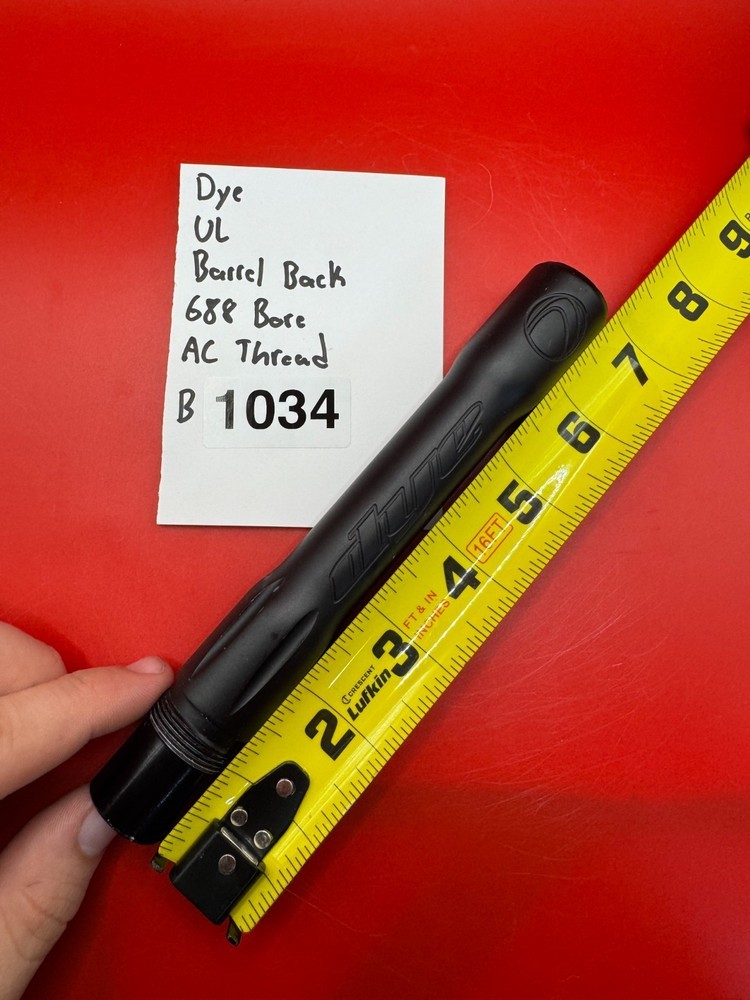 Dye
UL
Barrel Back
688 Bore
AC Thread
B 1034
dye
2
3
4
5
6
7
8
9
CRESCENT
Lufkin
FT & IN
INCHES
16FT